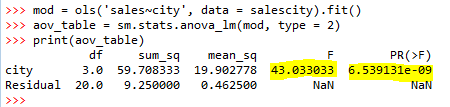 >>> mod = ols('sales~city', data = salescity).fit()
>>> aov_table = sm.stats.anova_lm(mod, type = 2)
>>> print(aov_table)
df sum_sq mean_sq F PR(>F)
city 3.0 59.708333 19.902778 43.033033 6.539131e-09
Residual 20.0 9.250000 0.462500 NaN NaN
>>>